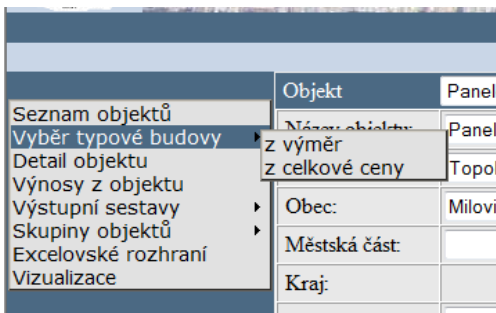 Objekt
Panel
Seznam objektů
Vyběr typové budovy
Detail objektu
Výnosy z objektu
Výstupní sestavy
Skupiny objektů
Excelovské rozhraní
Vizualizace
z výměr
z celkové ceny
Panel
Topol
Obec:
Milovi
Městská část:
Kraj: